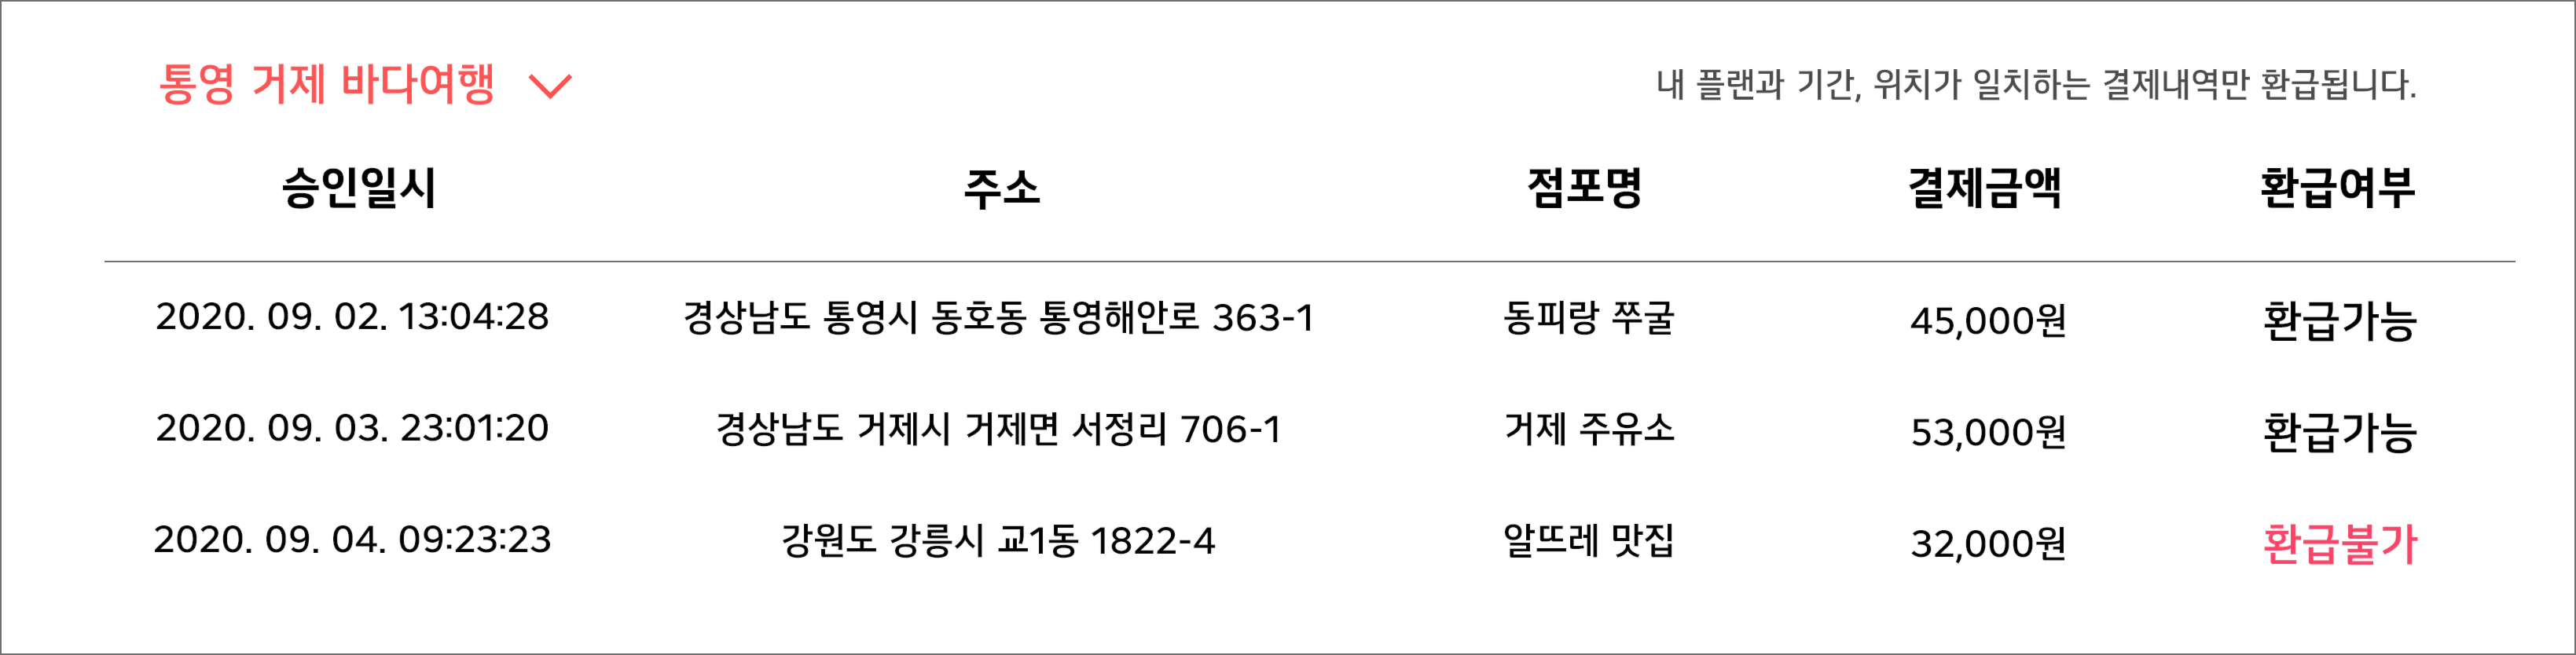 통영 거제 바다여행
내 플랜과 기간, 위치가 일치하는 결제내역만 환급됩니다.
승인일시 주소 점포명 결제금액 환급여부
2020. 09. 02. 13:04:28 경상남도 통영시 동호동 통영해안로 363-1 동피랑 쭈굴 45,000원 환급가능
2020. 09. 03. 23:01:20 경상남도 거제시 거제면 서정리 706-1 거제 주유소 53,000원 환급가능
2020. 09. 04. 09:23:23 강원도 강릉시 교1동 1822-4 알뜨레 맛집 32,000원 환급불가